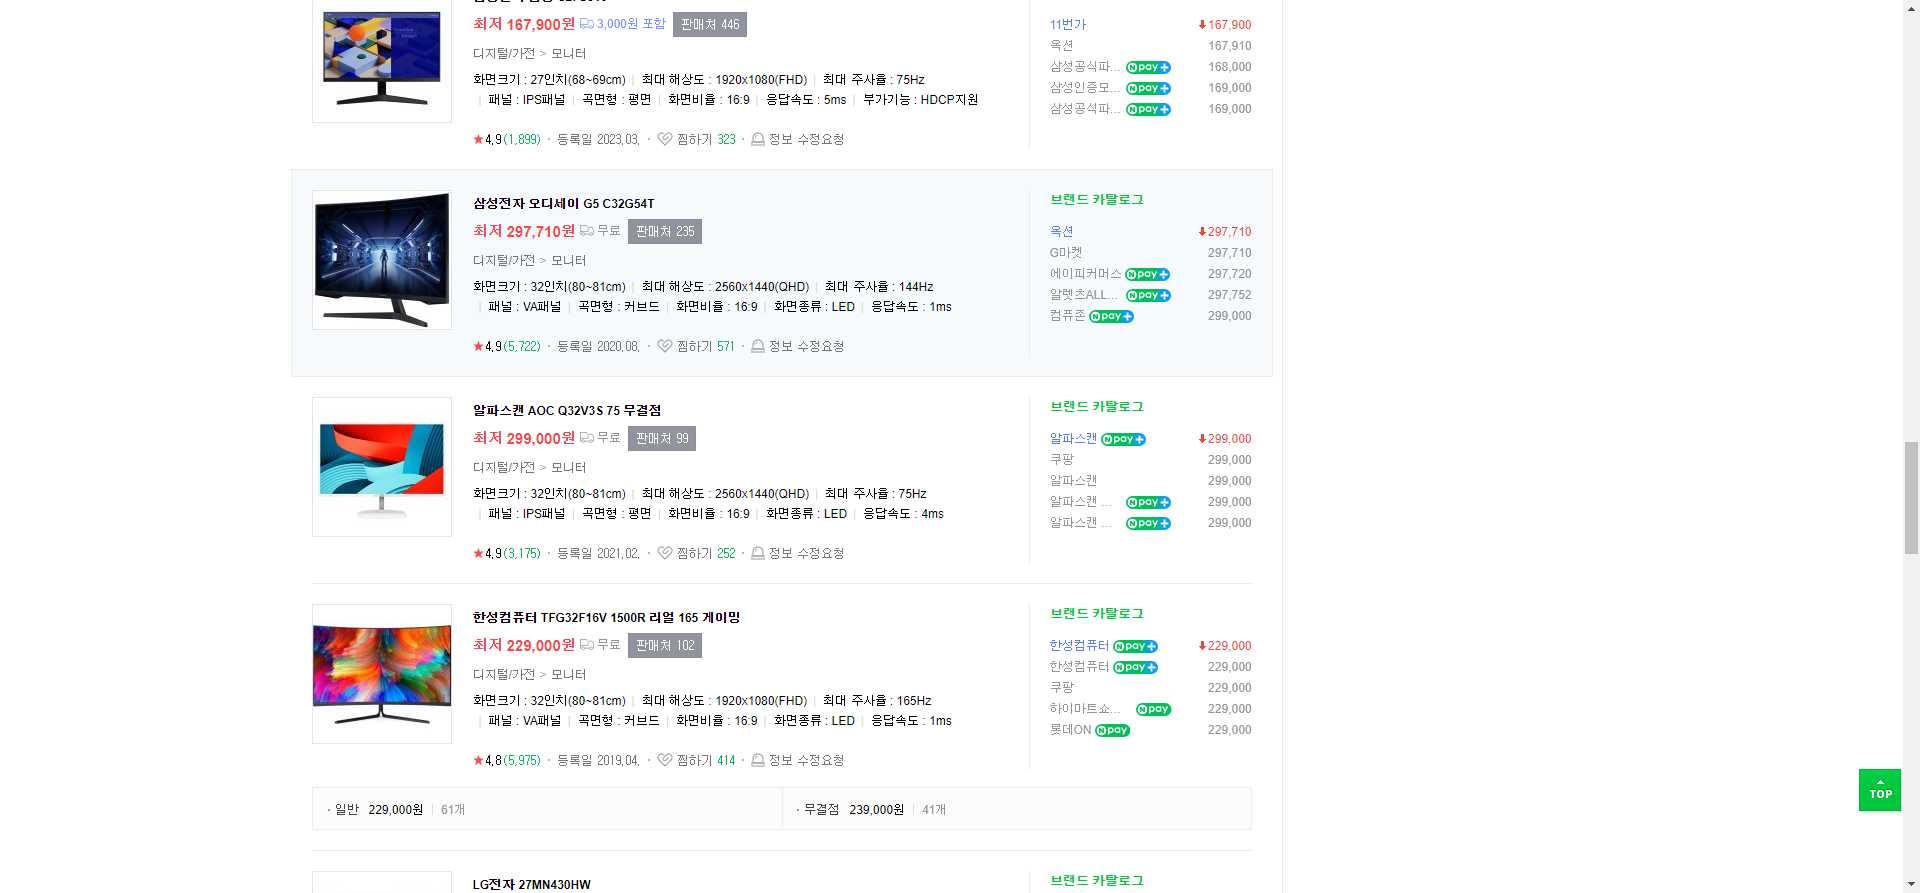 최저 167,900원 3,000원 포함 판매처 446
디지털/가전 > 모니터
화면크기 : 27인치(68~69cm) | 최대 해상도 : 1920x1080(FHD) | 최대 주사율 : 75Hz
| 패널 : IPS패널 | 곡면형 : 평면 | 화면비율 : 16:9 | 응답속도 : 5ms | 부가기능 : HDCP지원
★4.9(1,899) · 등록일 2023.03. · 찜하기 323 · 정보 수정요청
11번가 167,900
옥션 167,910
삼성공식파... N pay+ 168,000
삼성인증모... N pay+ 169,000
삼성공식파... N pay+ 169,000
삼성전자 오디세이 G5 C32G54T
최저 297,710원 무료 판매처 235
디지털/가전 > 모니터
화면크기 : 32인치(80~81cm) | 최대 해상도 : 2560x1440(QHD) | 최대 주사율 : 144Hz
| 패널 : VA패널 | 곡면형 : 커브드 | 화면비율 : 16:9 | 화면종류 : LED | 응답속도 : 1ms
★4.9(5,722) · 등록일 2020.08. · 찜하기 571 · 정보 수정요청
브랜드 카탈로그
옥션 297,710
G마켓 297,710
에이피커머스 N pay+ 297,720
알렛츠ALL... N pay+ 297,752
컴퓨존 N pay+ 299,000
알파스캔 AOC Q32V3S 75 무결점
최저 299,000원 무료 판매처 99
디지털/가전 > 모니터
화면크기 : 32인치(80~81cm) | 최대 해상도 : 2560x1440(QHD) | 최대 주사율 : 75Hz
| 패널 : IPS패널 | 곡면형 : 평면 | 화면비율 : 16:9 | 화면종류 : LED | 응답속도 : 4ms
★4.9(3,175) · 등록일 2021.02. · 찜하기 252 · 정보 수정요청
브랜드 카탈로그
알파스캔 N pay+ 299,000
쿠팡 299,000
알파스캔 299,000
알파스캔 ... N pay+ 299,000
알파스캔 ... N pay+ 299,000
한성컴퓨터 TFG32F16V 1500R 리얼 165 게이밍
최저 229,000원 무료 판매처 102
디지털/가전 > 모니터
화면크기 : 32인치(80~81cm) | 최대 해상도 : 1920x1080(FHD) | 최대 주사율 : 165Hz
| 패널 : VA패널 | 곡면형 : 커브드 | 화면비율 : 16:9 | 화면종류 : LED | 응답속도 : 1ms
★4.8(5,975) · 등록일 2019.04. · 찜하기 414 · 정보 수정요청
브랜드 카탈로그
한성컴퓨터 N pay+ 229,000
한성컴퓨터 N pay+ 229,000
쿠팡 229,000
하이마트쇼... N pay 229,000
롯데ON N pay 229,000
· 일반 229,000원 | 61개
· 무결점 239,000원 | 41개
TOP
LG전자 27MN430HW
브랜드 카탈로그